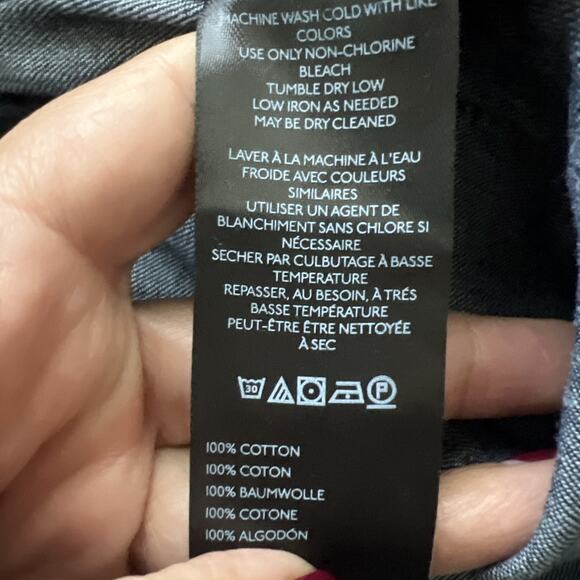 MACHINE WASH COLD WITH LIKE
COLORS
USE ONLY NON-CHLORINE
BLEACH
TUMBLE DRY LOW
LOW IRON AS NEEDED
MAY BE DRY CLEANED
LAVER À LA MACHINE À L'EAU
FROIDE AVEC COULEURS
SIMILAIRES
UTILISER UN AGENT DE
BLANCHIMENT SANS CHLORE SI
NÉCESSAIRE
SECHER PAR CULBUTAGE À BASSE
TEMPERATURE
REPASSER, AU BESOIN, À TRÉS
BASSE TEMPÉRATURE
PEUT-ÊTRE ÊTRE NETTOYÉE
À SEC
30 P
100% COTTON
100% COTON
100% BAUMWOLLE
100% COTONE
100% ALGODÓN